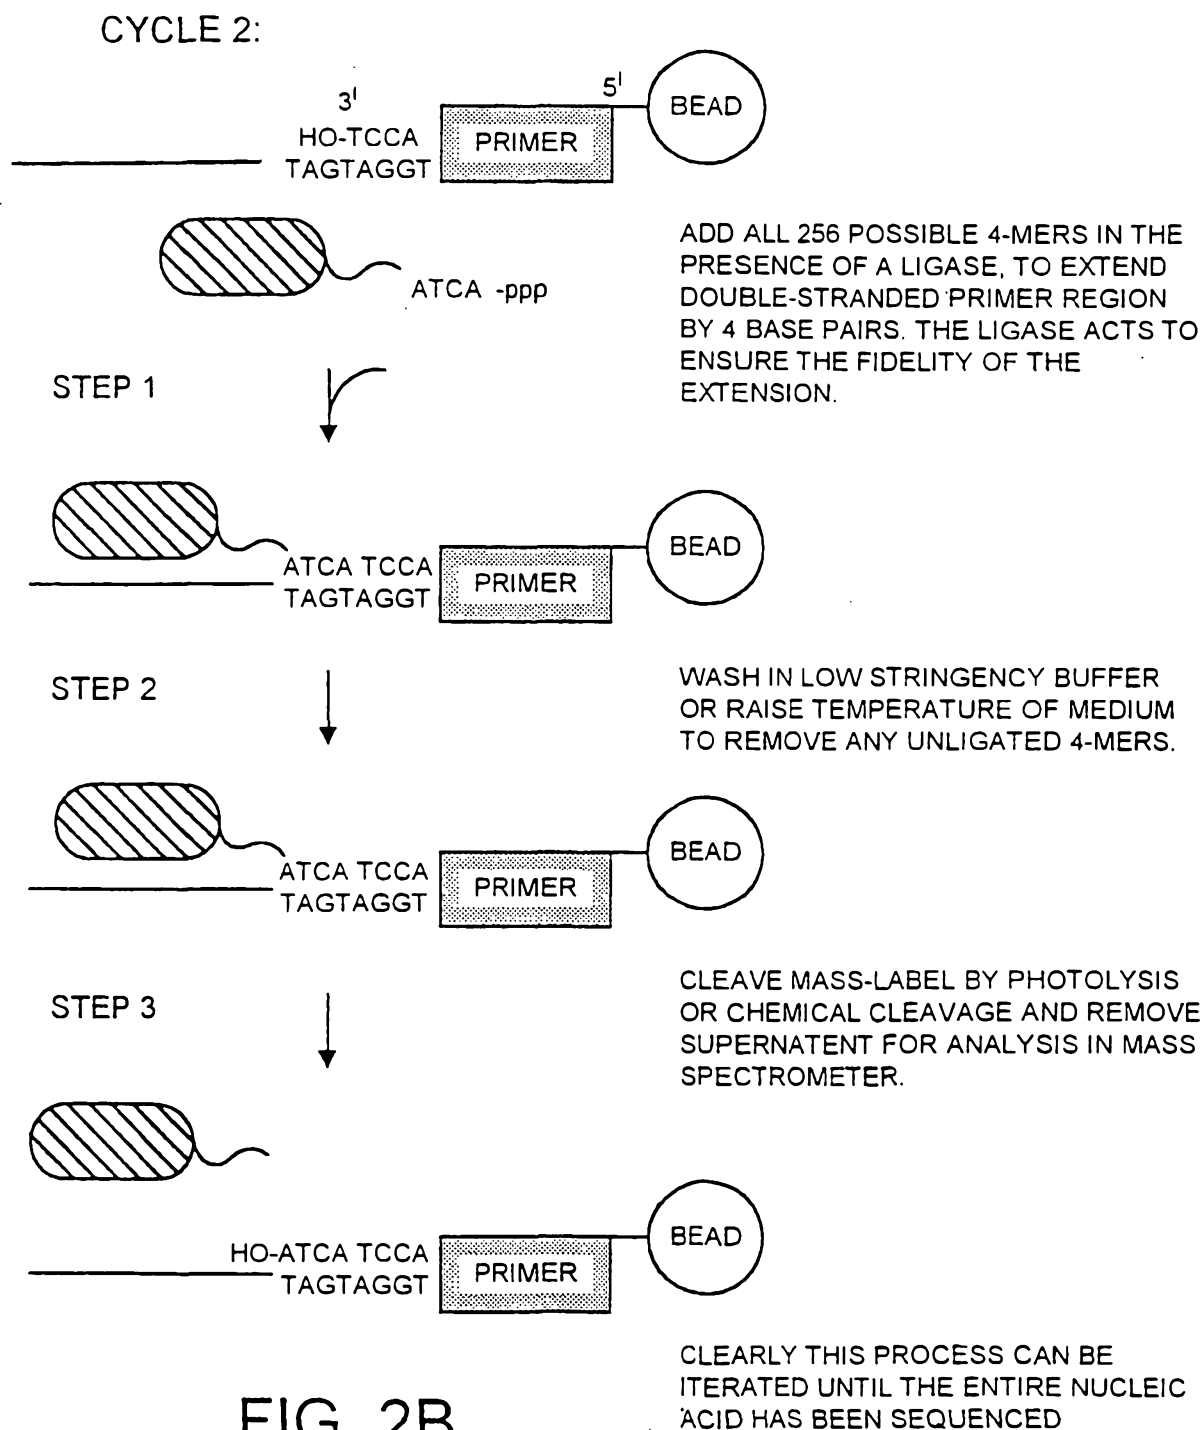 CYCLE 2:
5'
3'
BEAD
HO-TCCA
PRIMER
TAGTAGGT
ADD ALL 256 POSSIBLE 4-MERS IN THE
PRESENCE OF A LIGASE, TO EXTEND
DOUBLE-STRANDED PRIMER REGION
BY 4 BASE PAIRS. THE LIGASE ACTS TO
ENSURE THE FIDELITY OF THE
EXTENSION.
ATCA -ppp
STEP 1
BEAD
ATCA TCCA
PRIMER
TAGTAGGT
STEP 2
WASH IN LOW STRINGENCY BUFFER
OR RAISE TEMPERATURE OF MEDIUM
TO REMOVE ANY UNLIGATED 4-MERS.
BEAD
ATCA TCCA
PRIMER
TAGTAGGT
STEP 3
CLEAVE MASS-LABEL BY PHOTOLYSIS
OR CHEMICAL CLEAVAGE AND REMOVE
SUPERNATENT FOR ANALYSIS IN MASS
SPECTROMETER.
BEAD
HO-ATCA TCCA
PRIMER
TAGTAGGT
CLEARLY THIS PROCESS CAN BE
ITERATED UNTIL THE ENTIRE NUCLEIC
ACID HAS BEEN SEQUENCED
FIG. 2B